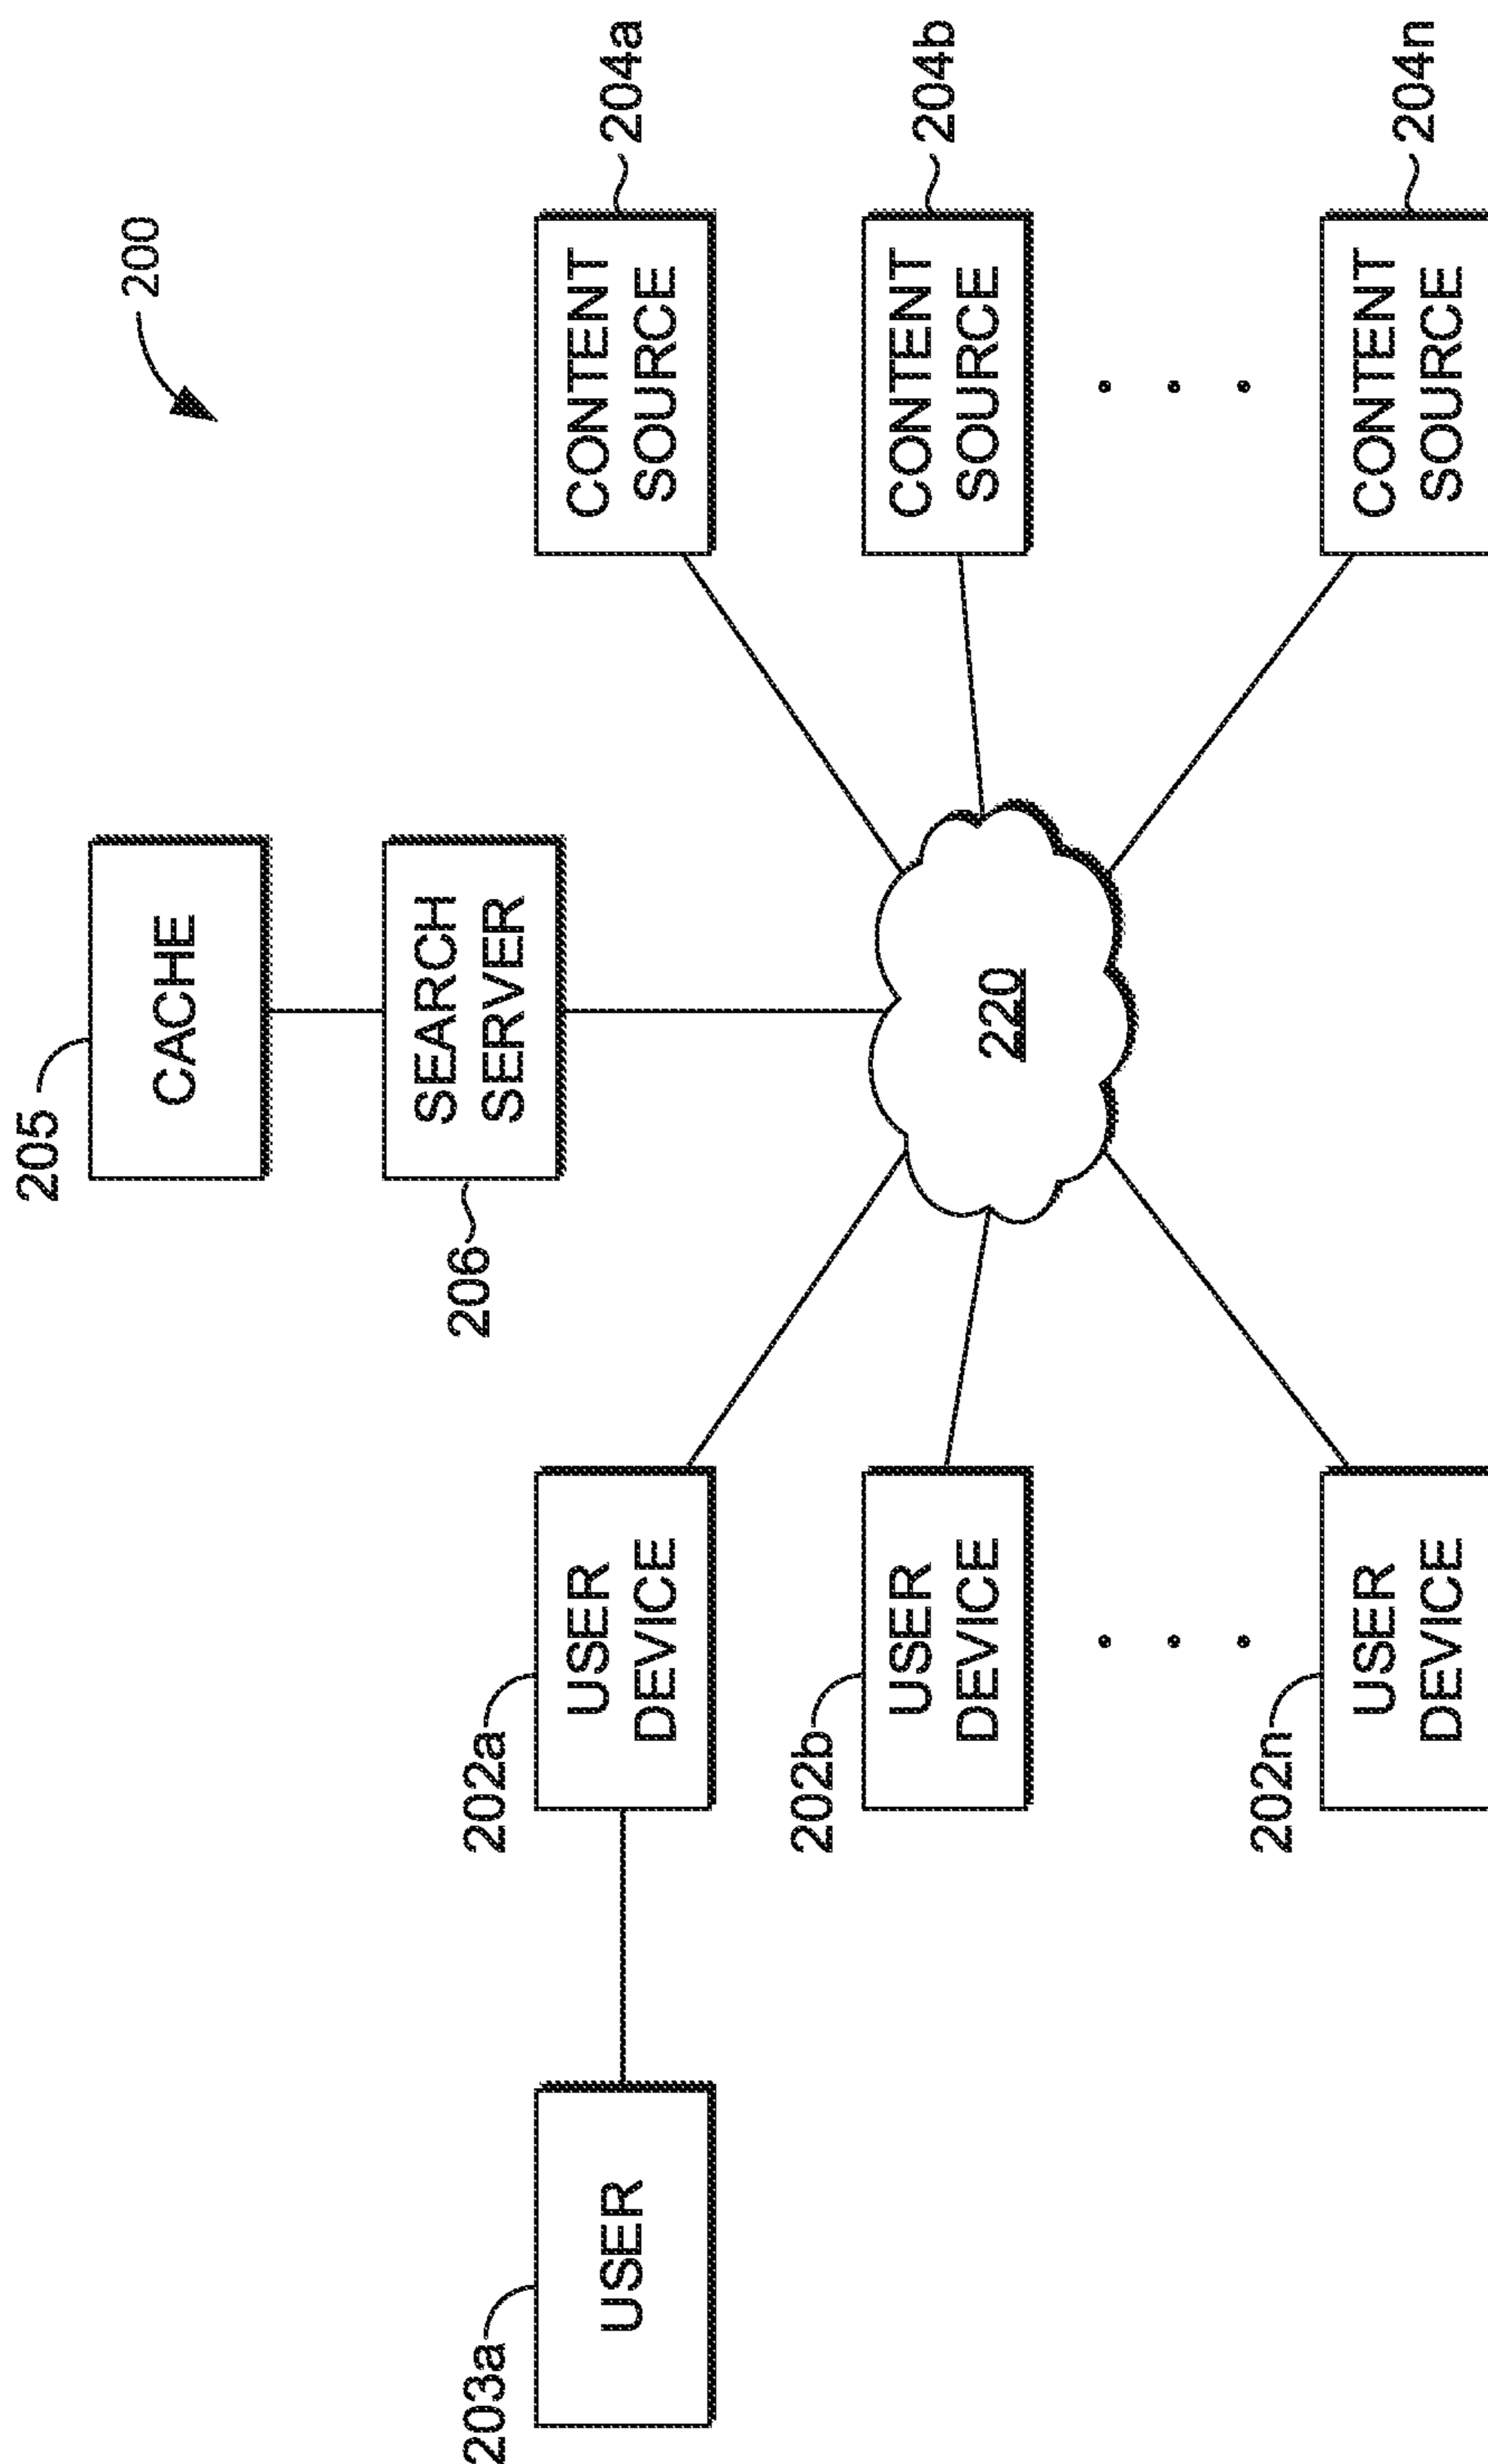 200
205
CACHE
206
SEARCH
SERVER
203a
USER
202a
USER
DEVICE
204a
CONTENT
SOURCE
220
202b
USER
DEVICE
204b
CONTENT
SOURCE
. . .
. . .
202n
USER
DEVICE
204n
CONTENT
SOURCE